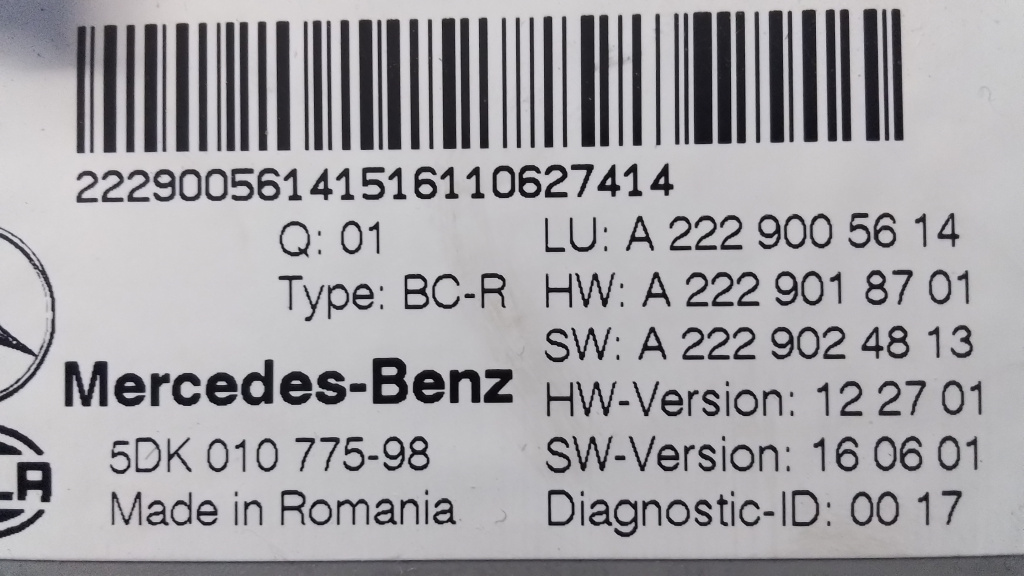 22290056141516110627414
Q: 01
LU: A 222 900 56 14
Type: BC-R
HW: A 222 901 87 01
SW: A 222 902 48 13
Mercedes-Benz
HW-Version: 12 27 01
5DK 010 775-98
SW-Version: 16 06 01
Made in Romania
Diagnostic-ID: 00 17